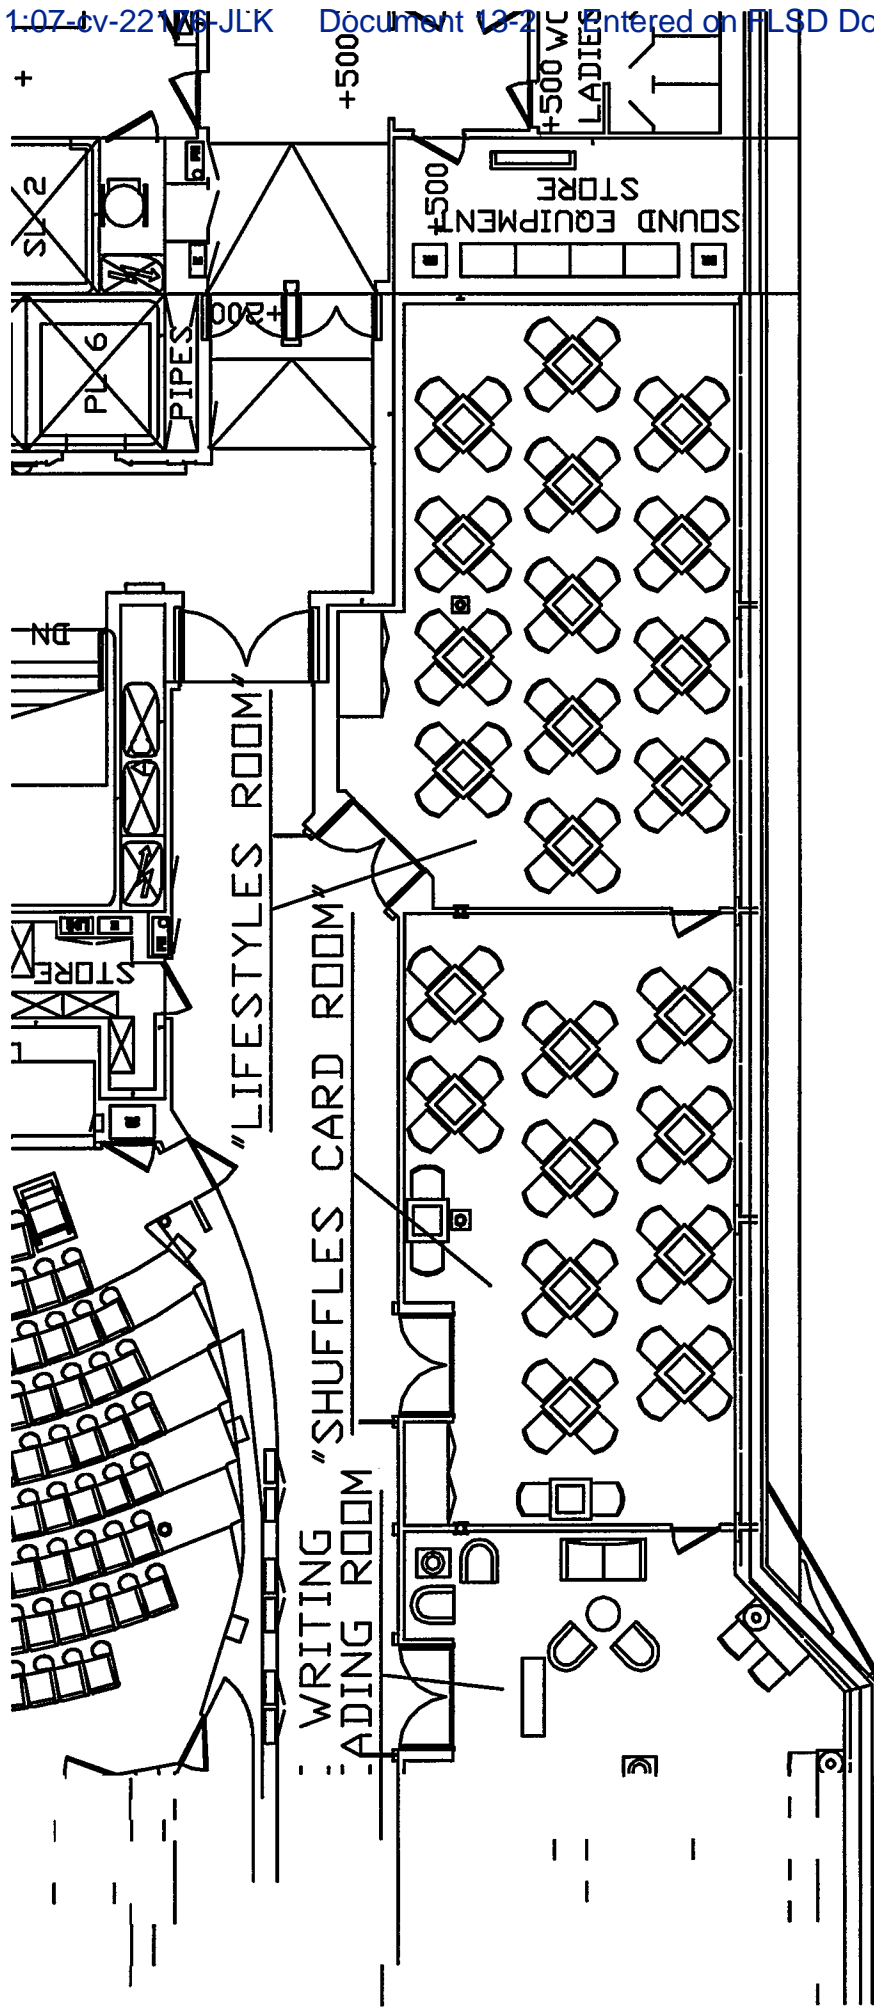 1:07-cv-22176-JLK Document 13-2 Entered on FLSD Do
+
+500
+500
WC
LADIES
SL 2
+500
SOUND EQUIPMENT
STORE
+200
PL 6
PIPES
DN
"LIFESTYLES ROOM"
STORE
"SHUFFLES CARD ROOM"
WRITING
ADING ROOM